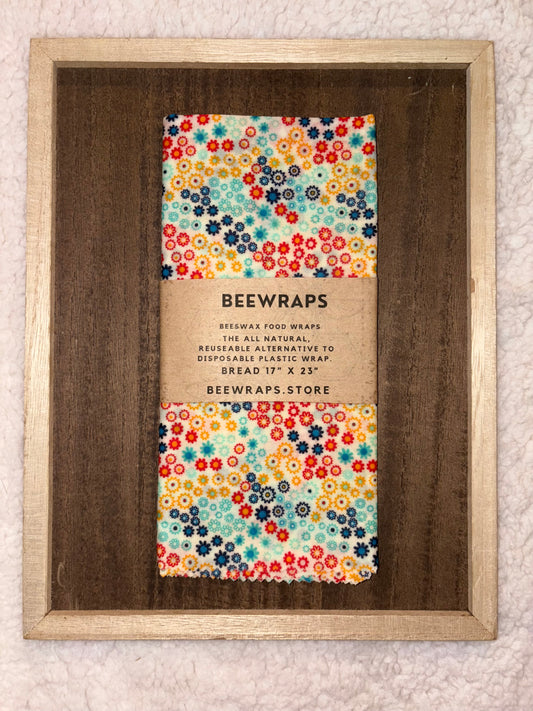 BEEWRAPS
BEESWAX FOOD WRAPS
THE ALL NATURAL,
REUSEABLE ALTERNATIVE TO
DISPOSABLE PLASTIC WRAP.
BREAD 17" X 23"
BEEWRAPS.STORE